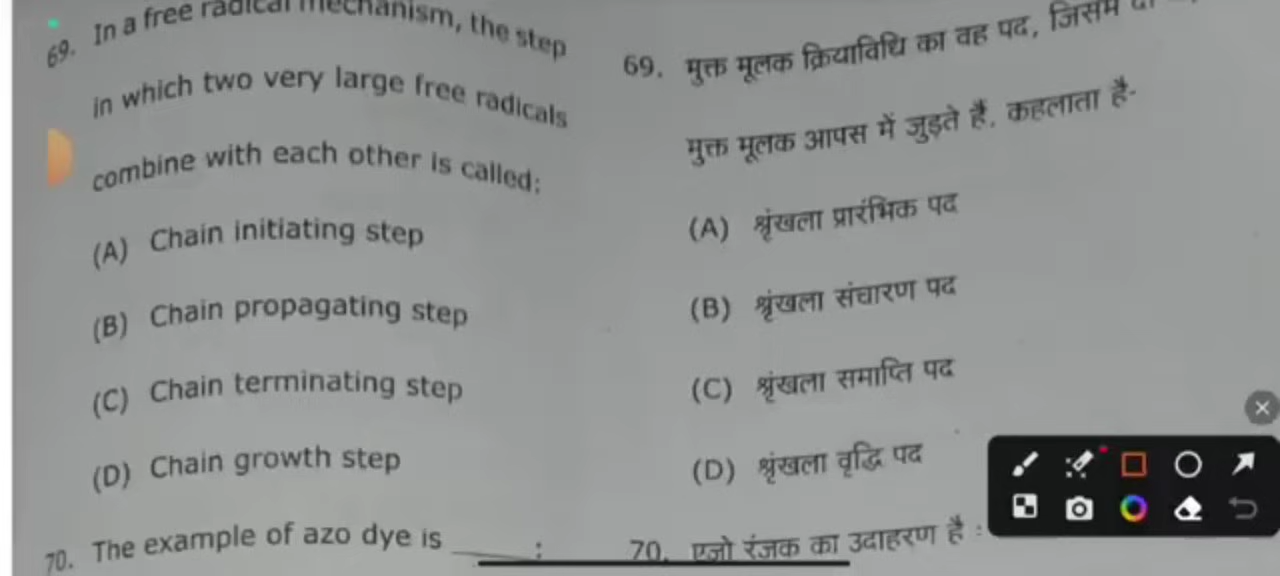 69. In a free radical mechanism, the step
in which two very large free radicals
combine with each other is called:
(A) Chain initiating step
(B) Chain propagating step
(C) Chain terminating step
(D) Chain growth step
70. The example of azo dye is ____ :
69. मुक्त मूलक क्रियाविधि का वह पद, जिसमें
मुक्त मूलक आपस में जुड़ते हैं, कहलाता है-
(A) श्रृंखला प्रारंभिक पद
(B) श्रृंखला संचारण पद
(C) श्रृंखला समाप्ति पद
(D) श्रृंखला वृद्धि पद
70. एज़ो रंजक का उदाहरण है :